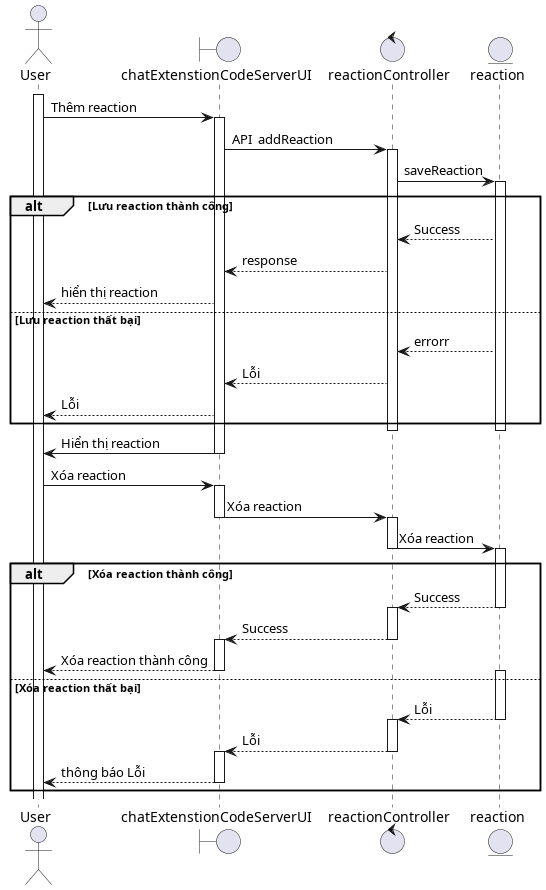 User
chatExtenstionCodeServerUI
reactionController
reaction
Thêm reaction
API addReaction
saveReaction
alt [Lưu reaction thành công]
Success
response
hiển thị reaction
[Lưu reaction thất bại]
errorr
Lỗi
Lỗi
Hiển thị reaction
Xóa reaction
Xóa reaction
Xóa reaction
alt [Xóa reaction thành công]
Success
Success
Xóa reaction thành công
[Xóa reaction thất bại]
Lỗi
Lỗi
thông báo Lỗi
User
chatExtenstionCodeServerUI
reactionController
reaction